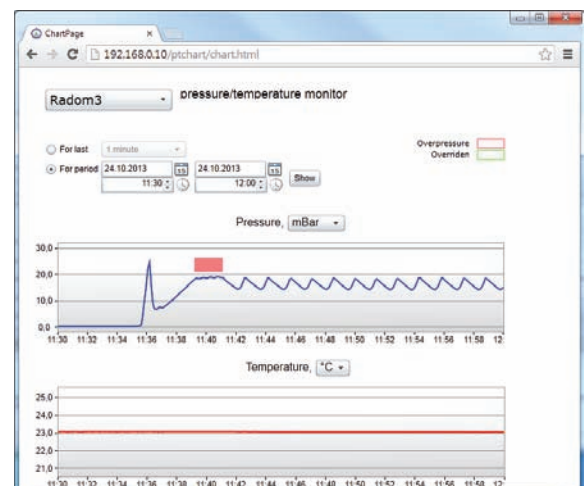 ChartPage
192.168.0.10/ptchart/chart.html
Radom3
pressure/temperature monitor
For last 1 minute
For period 24.10.2013 15 24.10.2013 15
11:30 12:00 Show
Overpressure
Overriden
Pressure, mBar
30,0
20,0
10,0
0,0
11:30 11:32 11:34 11:36 11:38 11:40 11:42 11:44 11:46 11:48 11:50 11:52 11:54 11:56 11:58 12:
Temperature, °C
25,0
24,0
23,0
22,0
21,0
11:30 11:32 11:34 11:36 11:38 11:40 11:42 11:44 11:46 11:48 11:50 11:52 11:54 11:56 11:58 12: